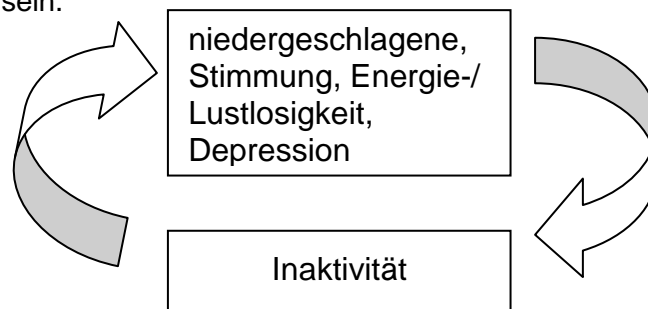 sein.
niedergeschlagene,
Stimmung, Energie-/
Lustlosigkeit,
Depression
Inaktivität